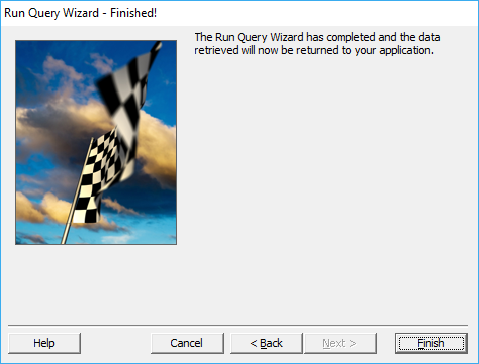 Run Query Wizard - Finished!
The Run Query Wizard has completed and the data
retrieved will now be returned to your application.
Help
Cancel
< Back
Next >
Finish